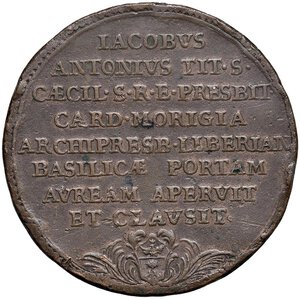 IACOBVS
ANTONIVS TIT·S·
CÆCIL·S·R·E·PRESBIT
CARD·MORIGIA
ARCHIPRESB·LIBERIAN
BASILICÆ PORTAM
AVREAM APERVIT
ET·CLAVSIT·